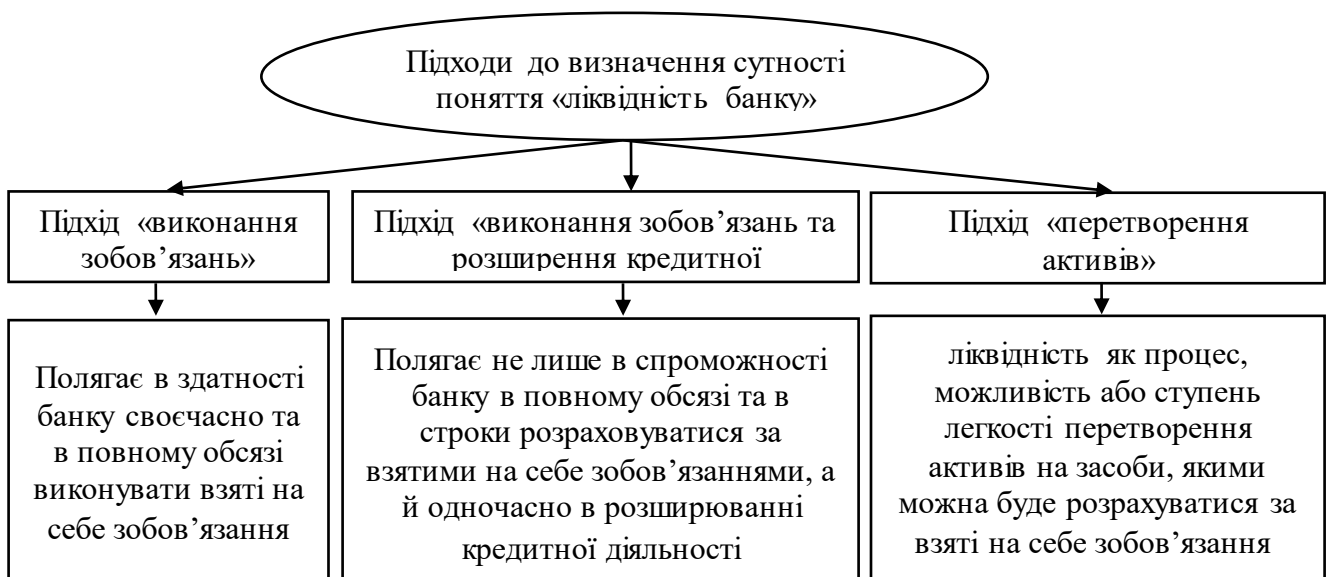 Підходи до визначення сутності
поняття «ліквідність банку»
Підхід «виконання
зобов’язань»
Підхід «виконання зобов’язань та
розширення кредитної
Підхід «перетворення
активів»
Полягає в здатності
банку своєчасно та
в повному обсязі
виконувати взяті на
себе зобов’язання
Полягає не лише в спроможності
банку в повному обсязі та в
строки розраховуватися за
взятими на себе зобов’язаннями, а
й одночасно в розширюванні
кредитної діяльності
ліквідність як процес,
можливість або ступень
легкості перетворення
активів на засоби, якими
можна буде розрахуватися за
взяті на себе зобов’язання